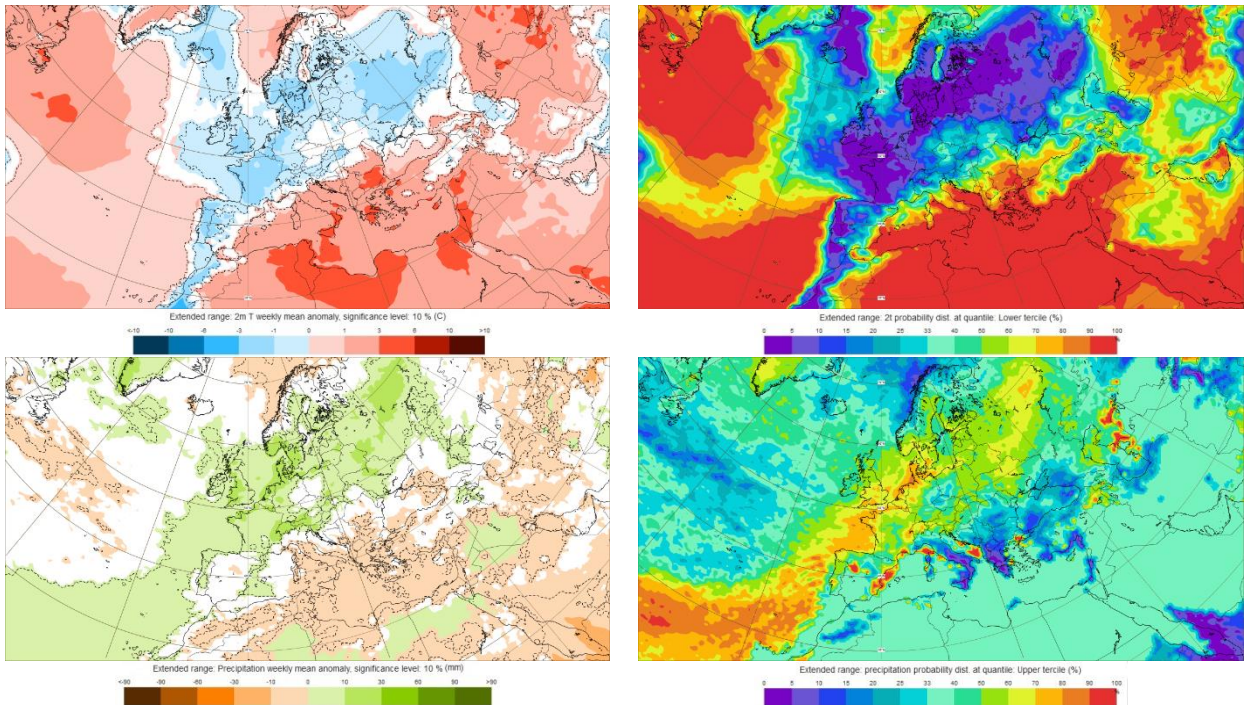 Extended range: 2m T weekly mean anomaly, significance level: 10 % (C)
<-10 -10 -6 -3 -1 0 1 3 6 10 >10
Extended range: 2t probability dist. at quantile: Lower tercile (%)
0 5 10 15 20 25 33 40 50 60 70 80 90 100
%
Extended range: Precipitation weekly mean anomaly, significance level: 10 % (mm)
<-90 -90 -60 -30 -10 0 10 30 60 90 >90
Extended range: precipitation probability dist. at quantile: Upper tercile (%)
0 5 10 15 20 25 33 40 50 60 70 80 90 100
%